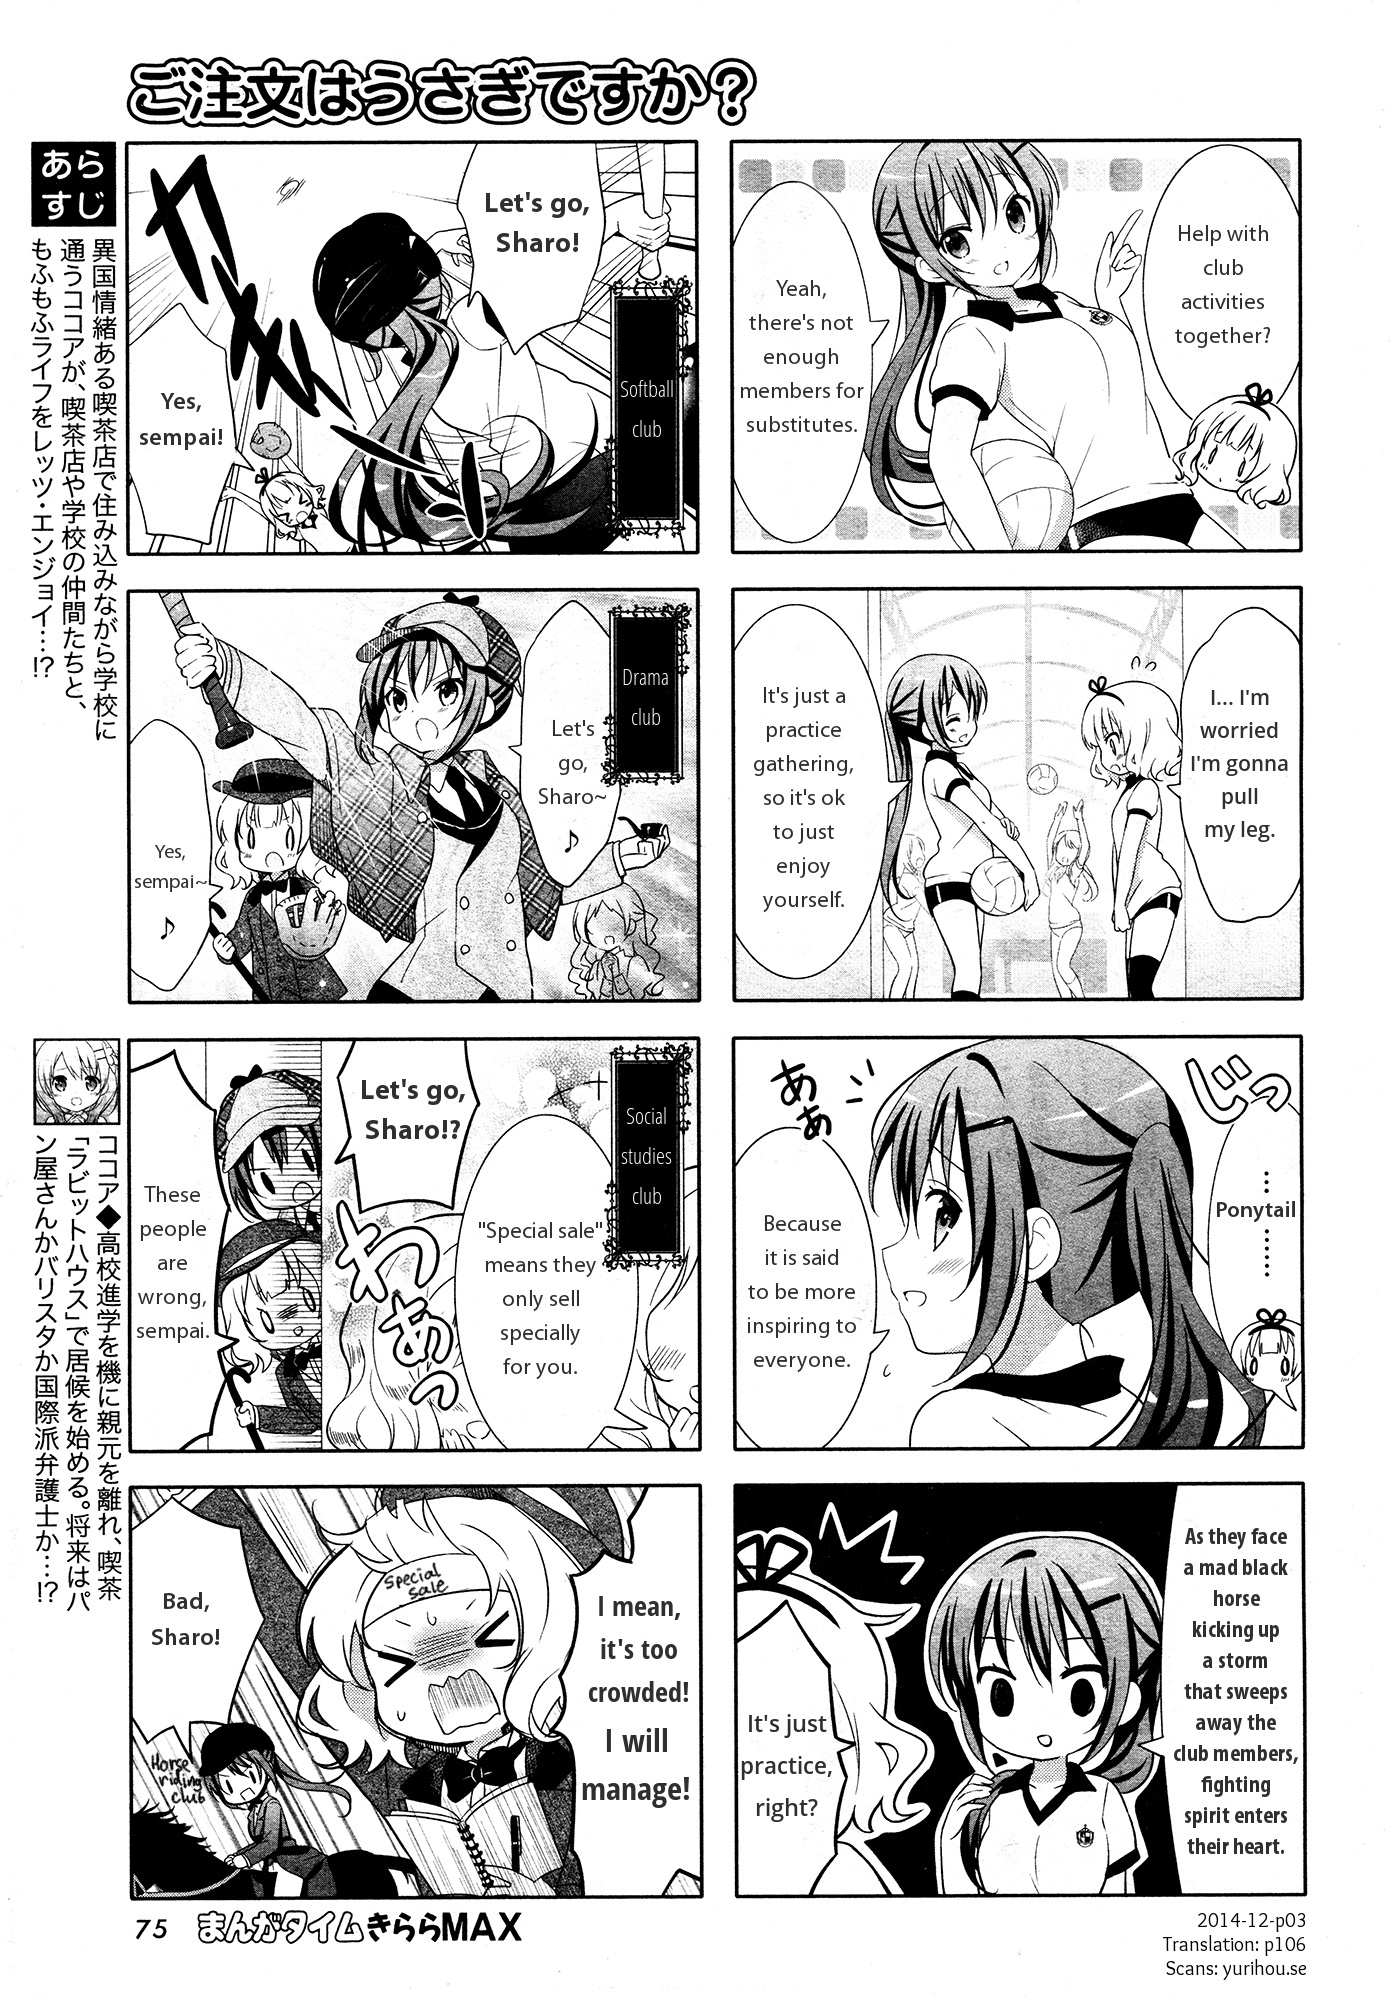 ご注文はうさぎですか？
あら
すじ
異国情緒ある喫茶店で住み込みながら学校に
通うココアが、喫茶店や学校の仲間たちと、
もふもふライフをレッツ・エンジョイ…!?
Help with
club
activities
together?
Yeah,
there's not
enough
members for
substitutes.
I... I'm
worried
I'm gonna
pull
my leg.
It's just a
practice
gathering,
so it's ok
to just
enjoy
yourself.
じっ
...
Ponytail
......
ああ
Because
it is said
to be more
inspiring to
everyone.
As they face
a mad black
horse
kicking up
a storm
that sweeps
away the
club members,
fighting
spirit enters
their heart.
It's just
practice,
right?
Let's go,
Sharo!
Softball
club
Yes,
sempai!
Drama
club
Let's
go,
Sharo~
♪
Yes,
sempai~
♪
Social
studies
club
Let's go,
Sharo!?
"Special sale"
means they
only sell
specially
for you.
わあっ
These
people
are
wrong,
sempai.
special
sale
I mean,
it's too
crowded!
I will
manage!
Bad,
Sharo!
Horse
riding
club
ココア◆高校進学を機に親元を離れ、喫茶
「ラビットハウス」で居候を始める。将来はパ
ン屋さんかバリスタか国際派弁護士か…!?
75 まんがタイムきららMAX
2014-12-p03
Translation: p106
Scans: yurihou.se